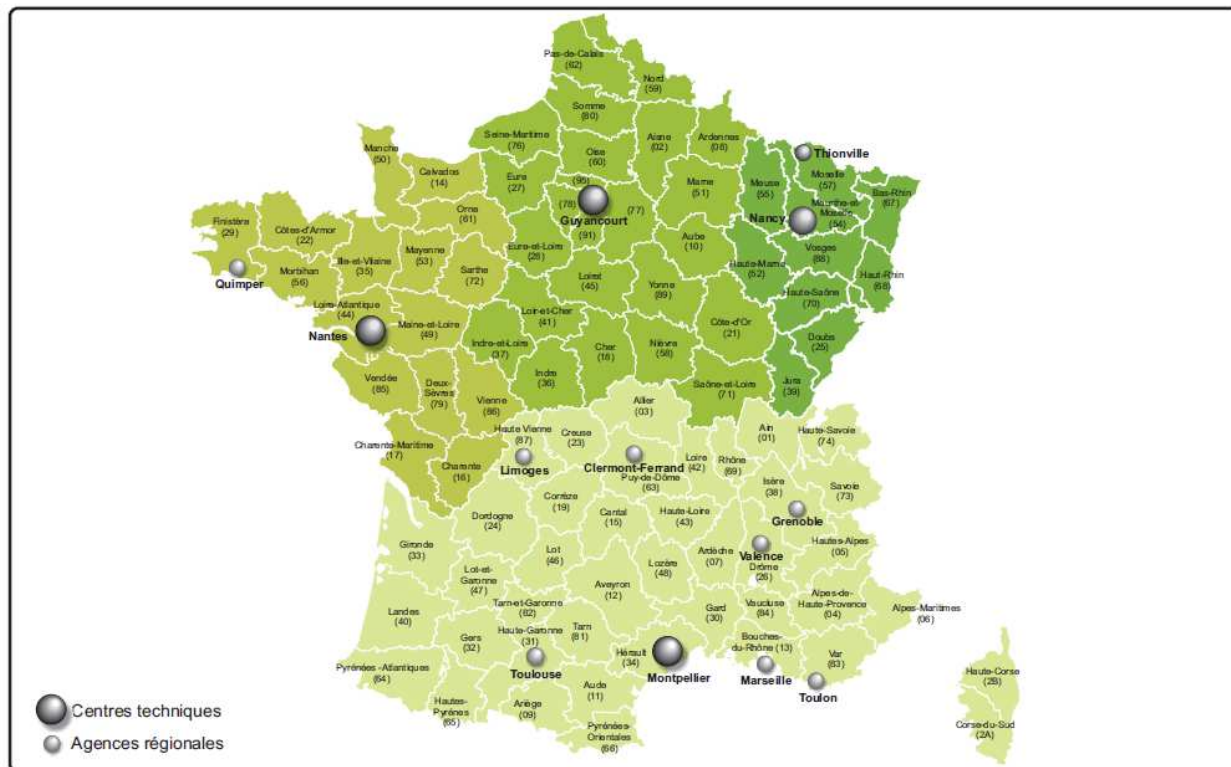 Pas-de-Calais
(62)
Nord
(59)
Somme
(80)
Seine-Maritime
(76)
Aisne
(02)
Ardennes
(08)
Oise
(60)
Manche
(50)
Calvados
(14)
Eure
(27)
(95)
(78)
Guyancourt
(77)
(91)
Marne
(51)
Meuse
(55)
Thionville
Moselle
(57)
Meurthe-et-
Moselle
(54)
Bas-Rhin
(67)
Nancy
Finistère
(29)
Côtes-d'Armor
(22)
Orne
(61)
Eure-et-Loire
(28)
Aube
(10)
Haute-Marne
(52)
Vosges
(88)
Haut-Rhin
(68)
Quimper
Morbihan
(56)
Ille-et-Vilaine
(35)
Mayenne
(53)
Sarthe
(72)
Loiret
(45)
Yonne
(89)
Haute-Saône
(70)
Loire-Atlantique
(44)
Nantes
Maine-et-Loire
(49)
Loir-et-Cher
(41)
Indre-et-Loire
(37)
Cher
(18)
Nièvre
(58)
Côte-d'Or
(21)
Doubs
(25)
Vendée
(85)
Deux-
Sèvres
(79)
Vienne
(86)
Indre
(36)
Saône-et-Loire
(71)
Jura
(39)
Allier
(03)
Charente-Maritime
(17)
Charente
(16)
Haute Vienne
(87)
Limoges
Creuse
(23)
Clermont-Ferrand
Puy-de-Dôme
(63)
Loire
(42)
Rhône
(69)
Ain
(01)
Haute-Savoie
(74)
Isère
(38)
Savoie
(73)
Grenoble
Dordogne
(24)
Corrèze
(19)
Cantal
(15)
Haute-Loire
(43)
Gironde
(33)
Lot
(46)
Lozère
(48)
Ardèche
(07)
Valence
Drôme
(26)
Hautes-Alpes
(05)
Lot-et-
Garonne
(47)
Aveyron
(12)
Landes
(40)
Tarn-et-Garonne
(82)
Gers
(32)
Haute-Garonne
(31)
Toulouse
Tarn
(81)
Gard
(30)
Vaucluse
(84)
Alpes-de-
Haute-Provence
(04)
Alpes-Maritimes
(06)
Hérault
(34)
Montpellier
Bouches-
du-Rhône (13)
Marseille
Var
(83)
Toulon
Pyrénées -Atlantiques
(64)
Hautes-
Pyrénes
(65)
Ariège
(09)
Aude
(11)
Pyrénées-
Orientales
(66)
Haute-Corse
(2B)
Corse-du-Sud
(2A)
Centres techniques
Agences régionales